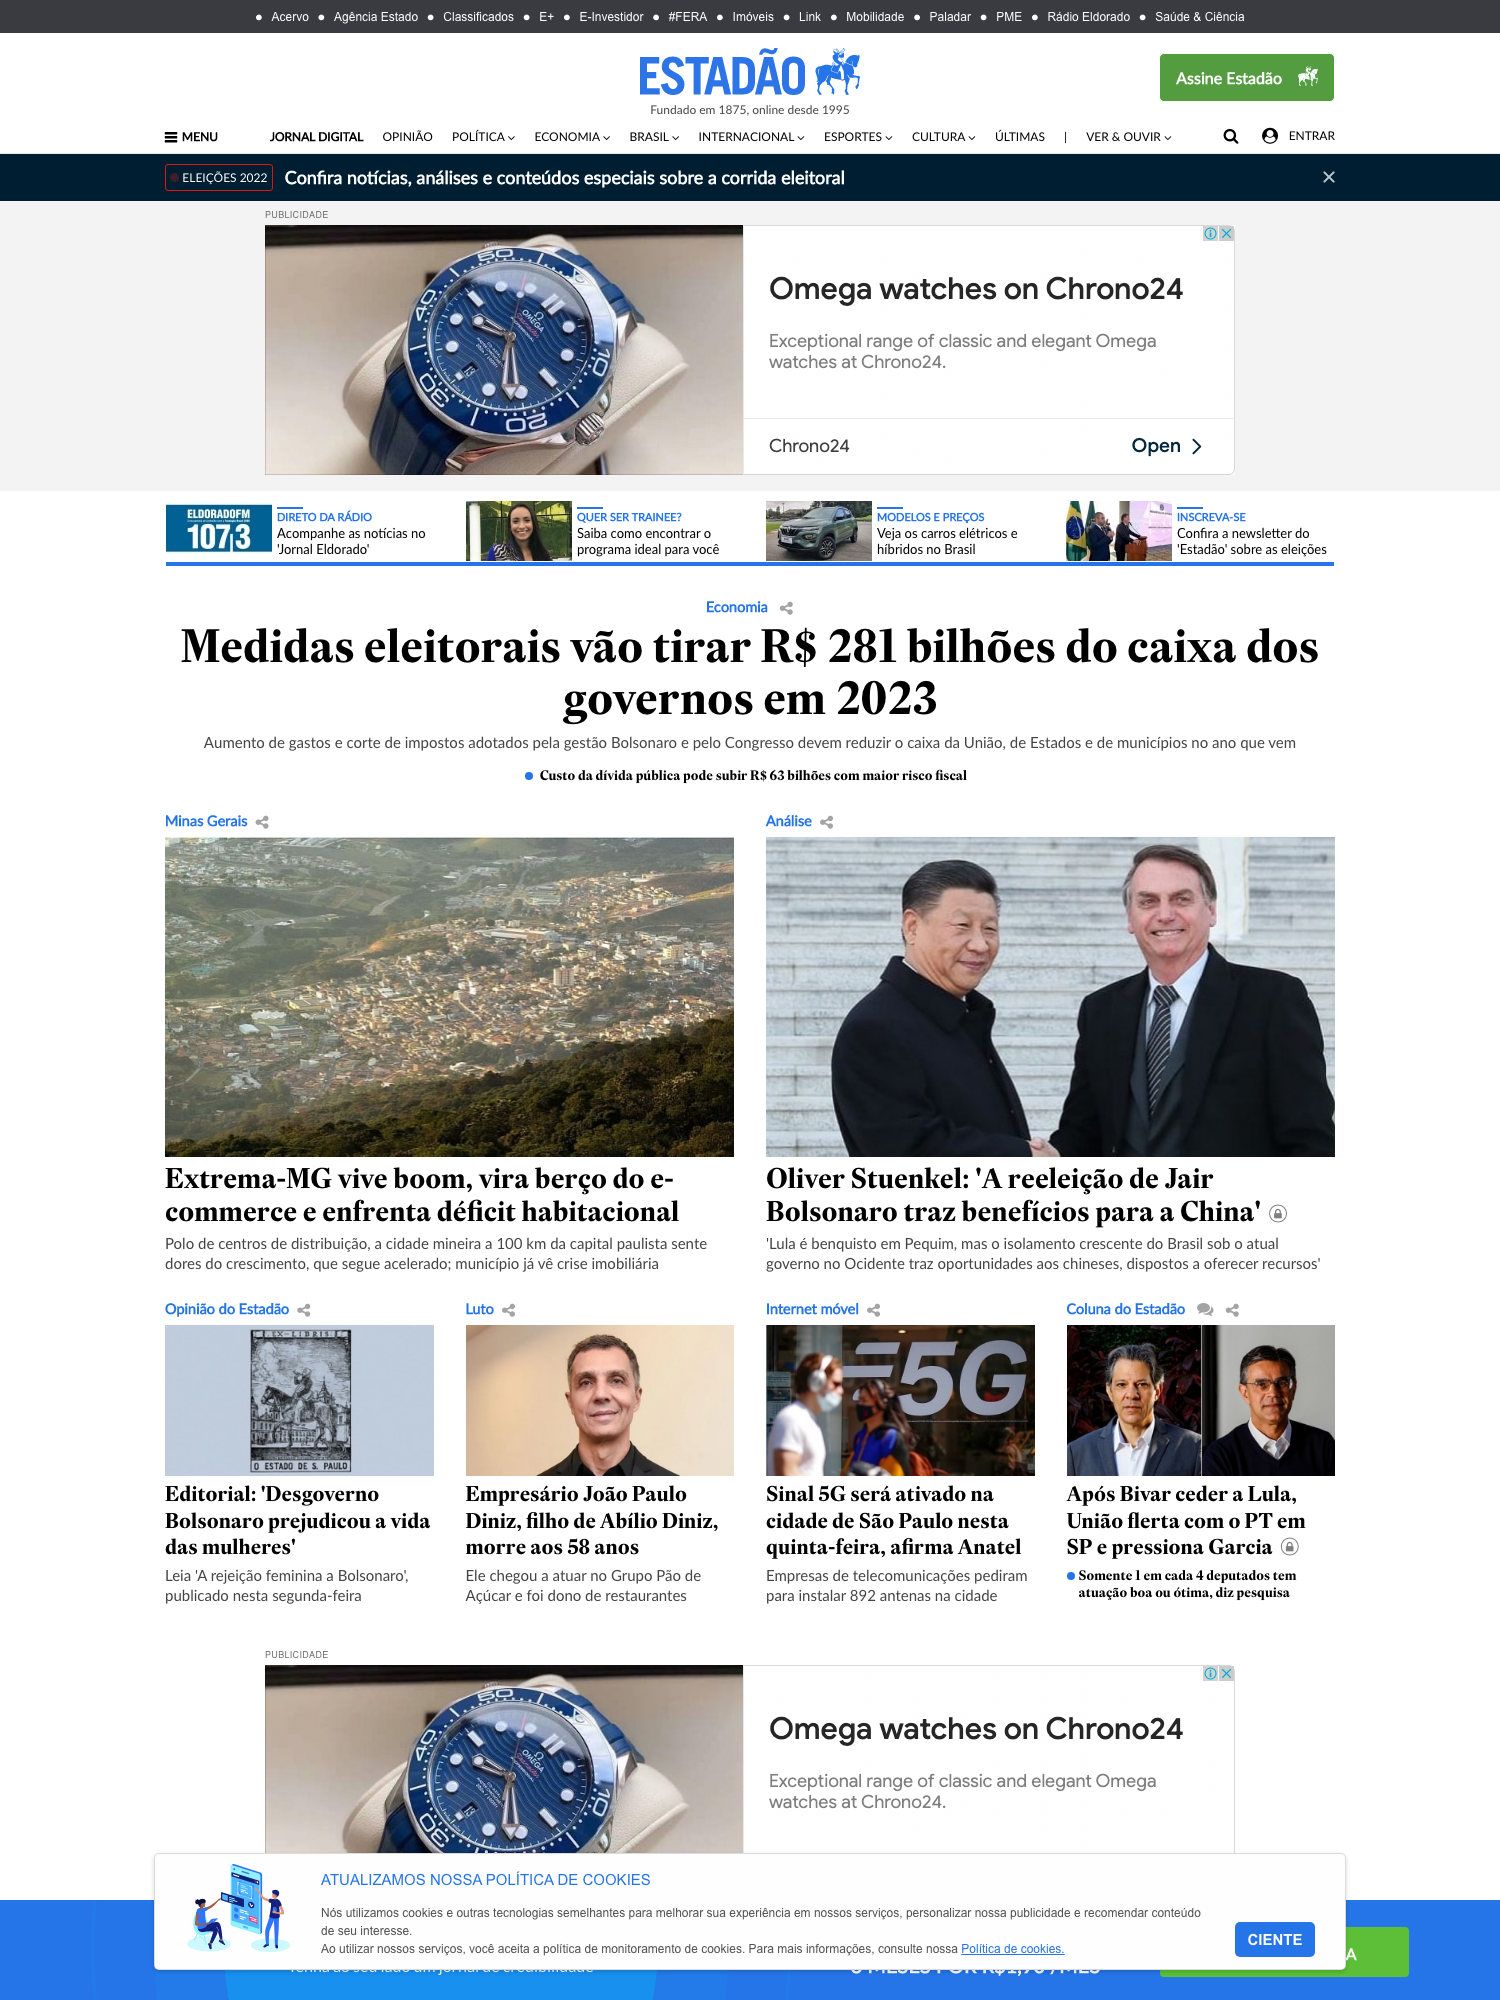 Acervo Agência Estado Classificados E+ E-Investidor #FERA Imóveis Link Mobilidade Paladar PME Rádio Eldorado Saúde & Ciência
ESTADÃO
Fundado em 1875, online desde 1995
Assine Estadão
MENU JORNAL DIGITAL OPINIÃO POLÍTICA ECONOMIA BRASIL INTERNACIONAL ESPORTES CULTURA ÚLTIMAS | VER & OUVIR ENTRAR
ELEIÇÕES 2022 Confira notícias, análises e conteúdos especiais sobre a corrida eleitoral
PUBLICIDADE
Omega watches on Chrono24
Exceptional range of classic and elegant Omega
watches at Chrono24.
Chrono24
Open
ELDORADOFM
107,3
DIRETO DA RÁDIO
Acompanhe as notícias no
'Jornal Eldorado'
QUER SER TRAINEE?
Saiba como encontrar o
programa ideal para você
MODELOS E PREÇOS
Veja os carros elétricos e
híbridos no Brasil
INSCREVA-SE
Confira a newsletter do
'Estadão' sobre as eleições
Economia
Medidas eleitorais vão tirar R$ 281 bilhões do caixa dos
governos em 2023
Aumento de gastos e corte de impostos adotados pela gestão Bolsonaro e pelo Congresso devem reduzir o caixa da União, de Estados e de municípios no ano que vem
Custo da dívida pública pode subir R$ 63 bilhões com maior risco fiscal
Minas Gerais
Extrema-MG vive boom, vira berço do e-
commerce e enfrenta déficit habitacional
Polo de centros de distribuição, a cidade mineira a 100 km da capital paulista sente
dores do crescimento, que segue acelerado; município já vê crise imobiliária
Análise
Oliver Stuenkel: 'A reeleição de Jair
Bolsonaro traz benefícios para a China'
'Lula é benquisto em Pequim, mas o isolamento crescente do Brasil sob o atual
governo no Ocidente traz oportunidades aos chineses, dispostos a oferecer recursos'
Opinião do Estadão
EX-LIBRIS
O ESTADO DE S. PAULO
Editorial: 'Desgoverno
Bolsonaro prejudicou a vida
das mulheres'
Leia 'A rejeição feminina a Bolsonaro',
publicado nesta segunda-feira
Luto
Empresário João Paulo
Diniz, filho de Abílio Diniz,
morre aos 58 anos
Ele chegou a atuar no Grupo Pão de
Açúcar e foi dono de restaurantes
Internet móvel
5G
Sinal 5G será ativado na
cidade de São Paulo nesta
quinta-feira, afirma Anatel
Empresas de telecomunicações pediram
para instalar 892 antenas na cidade
Coluna do Estadão
Após Bivar ceder a Lula,
União flerta com o PT em
SP e pressiona Garcia
Somente 1 em cada 4 deputados tem
atuação boa ou ótima, diz pesquisa
PUBLICIDADE
Omega watches on Chrono24
Exceptional range of classic and elegant Omega
watches at Chrono24.
ATUALIZAMOS NOSSA POLÍTICA DE COOKIES
Nós utilizamos cookies e outras tecnologias semelhantes para melhorar sua experiência em nossos serviços, personalizar nossa publicidade e recomendar conteúdo
de seu interesse.
Ao utilizar nossos serviços, você aceita a política de monitoramento de cookies. Para mais informações, consulte nossa Política de cookies.
CIENTE